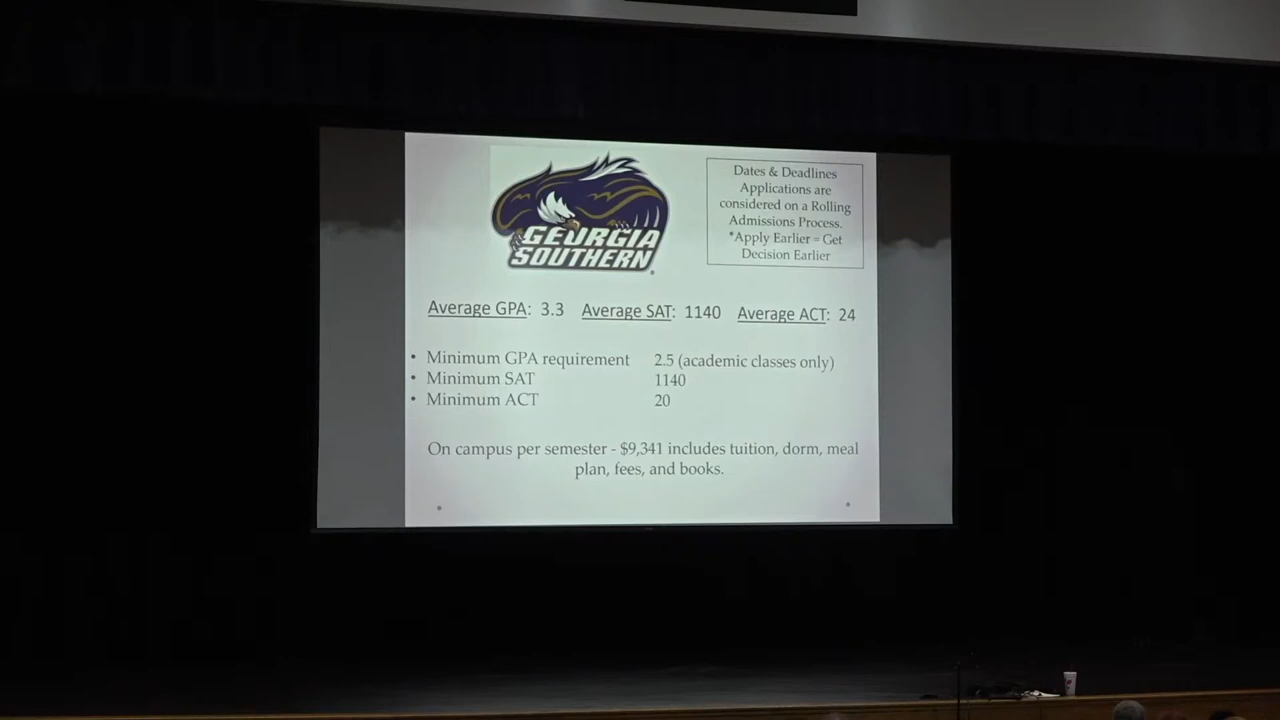 GEORGIA
SOUTHERN
Dates & Deadlines
Applications are
considered on a Rolling
Admissions Process.
*Apply Earlier = Get
Decision Earlier
Average GPA: 3.3 Average SAT: 1140 Average ACT: 24
• Minimum GPA requirement 2.5 (academic classes only)
• Minimum SAT 1140
• Minimum ACT 20
On campus per semester - $9,341 includes tuition, dorm, meal
plan, fees, and books.